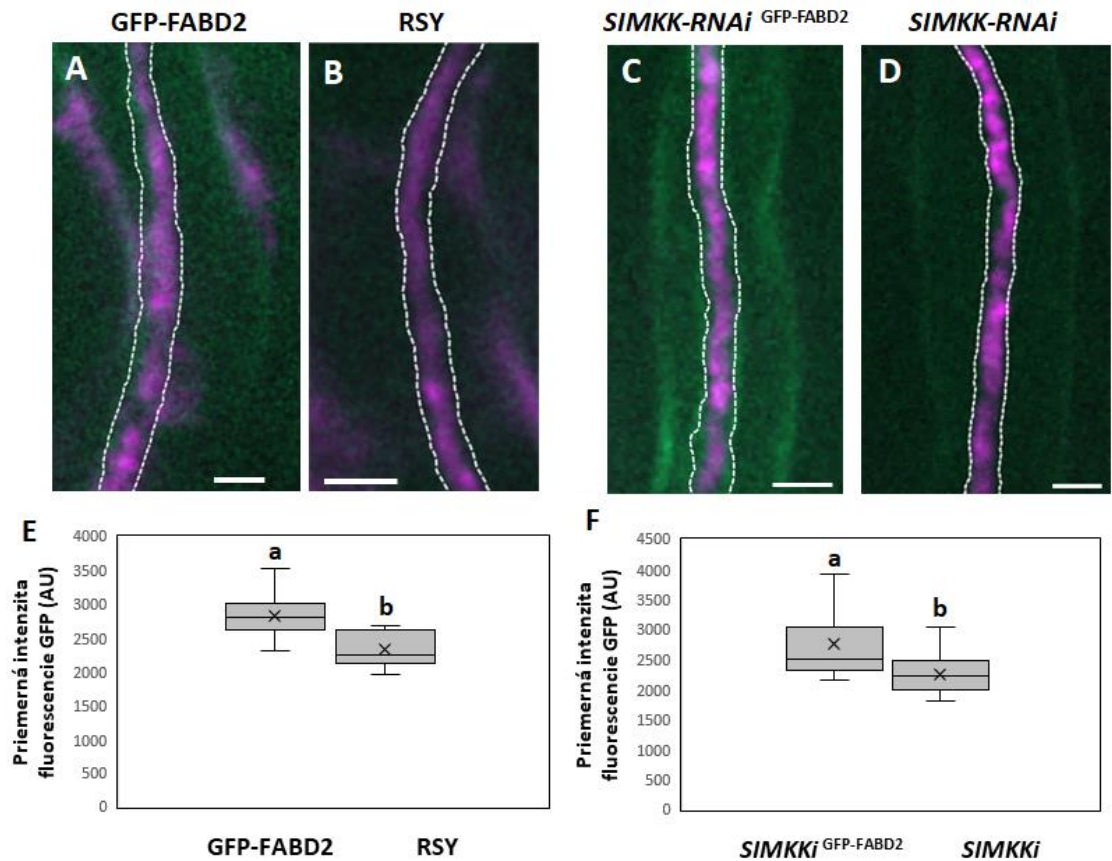 GFP-FABD2 RSY SIMKK-RNAi GFP-FABD2 SIMKK-RNAi
A B C D
E
4000
3500
3000
2500
2000
1500
1000
500
0
Priemerná intenzita
fluorescencie GFP (AU)
a
b
GFP-FABD2 RSY
F
4500
4000
3500
3000
2500
2000
1500
1000
500
0
Priemerná intenzita
fluorescencie GFP (AU)
a
b
SIMKKi GFP-FABD2 SIMKKi